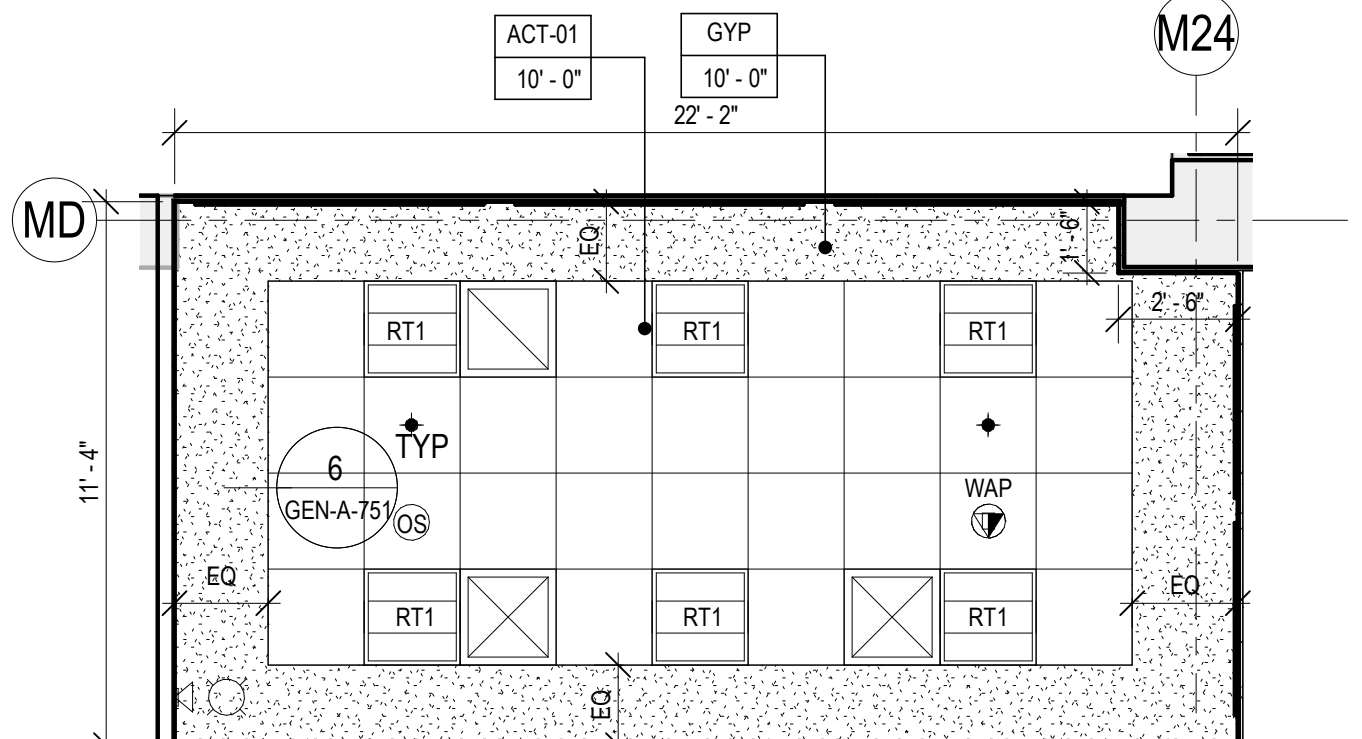 ACT-01
10' - 0"
GYP
10' - 0"
M24
22' - 2"
MD
EQ
1' - 6"
2' - 6"
RT1
RT1
RT1
11' - 4"
TYP
6
GEN-A-751
OS
WAP
EQ
EQ
RT1
RT1
RT1
EQ